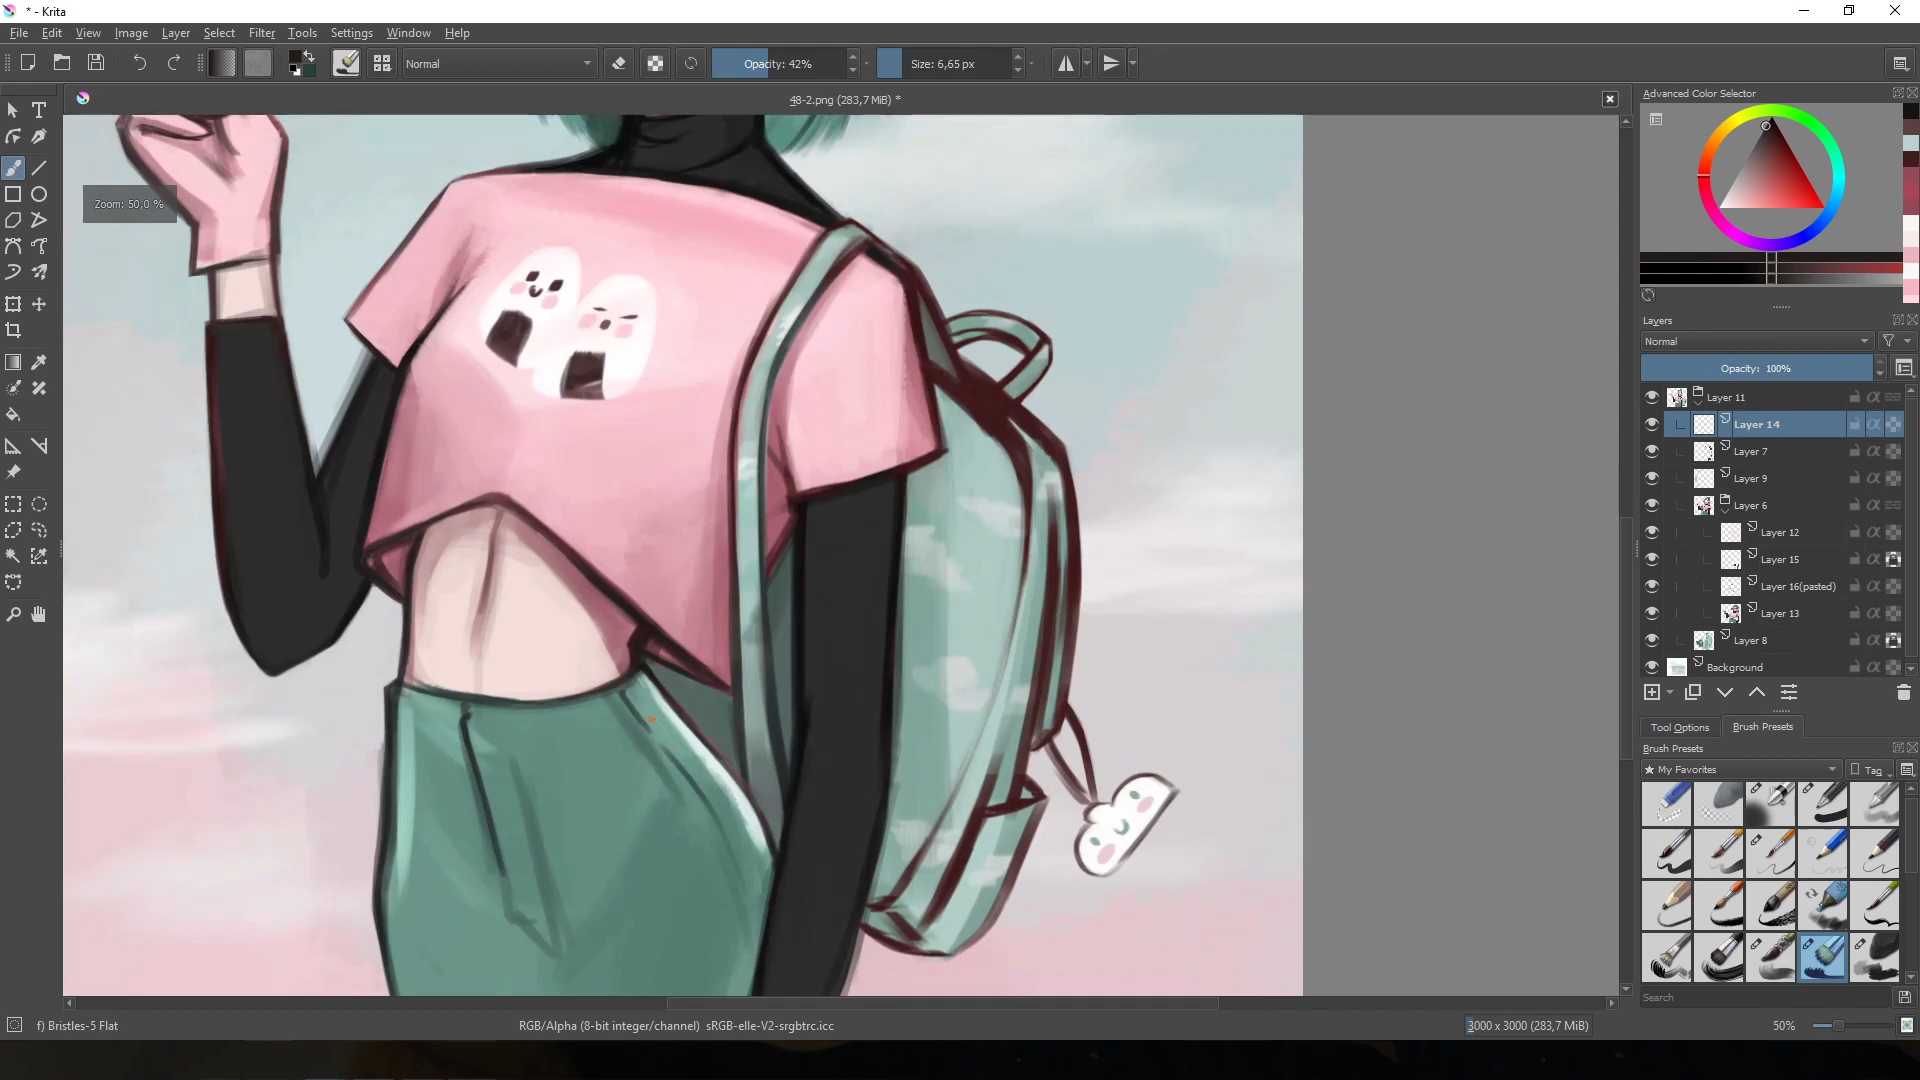 * - Krita
File Edit View Image Layer Select Filter Tools Settings Window Help
Normal
Opacity: 42%
Size: 6,65 px
48-2.png (283,7 MiB) *
Zoom: 50,0 %
Advanced Color Selector
Layers
Normal
Opacity: 100%
Layer 11
Layer 14
Layer 7
Layer 9
Layer 6
Layer 12
Layer 15
Layer 16(pasted)
Layer 13
Layer 8
Background
Tool Options Brush Presets
Brush Presets
★ My Favorites
Tag
Search
f) Bristles-5 Flat
RGB/Alpha (8-bit integer/channel) sRGB-elle-V2-srgbtrc.icc
3000 x 3000 (283,7 MiB)
50%